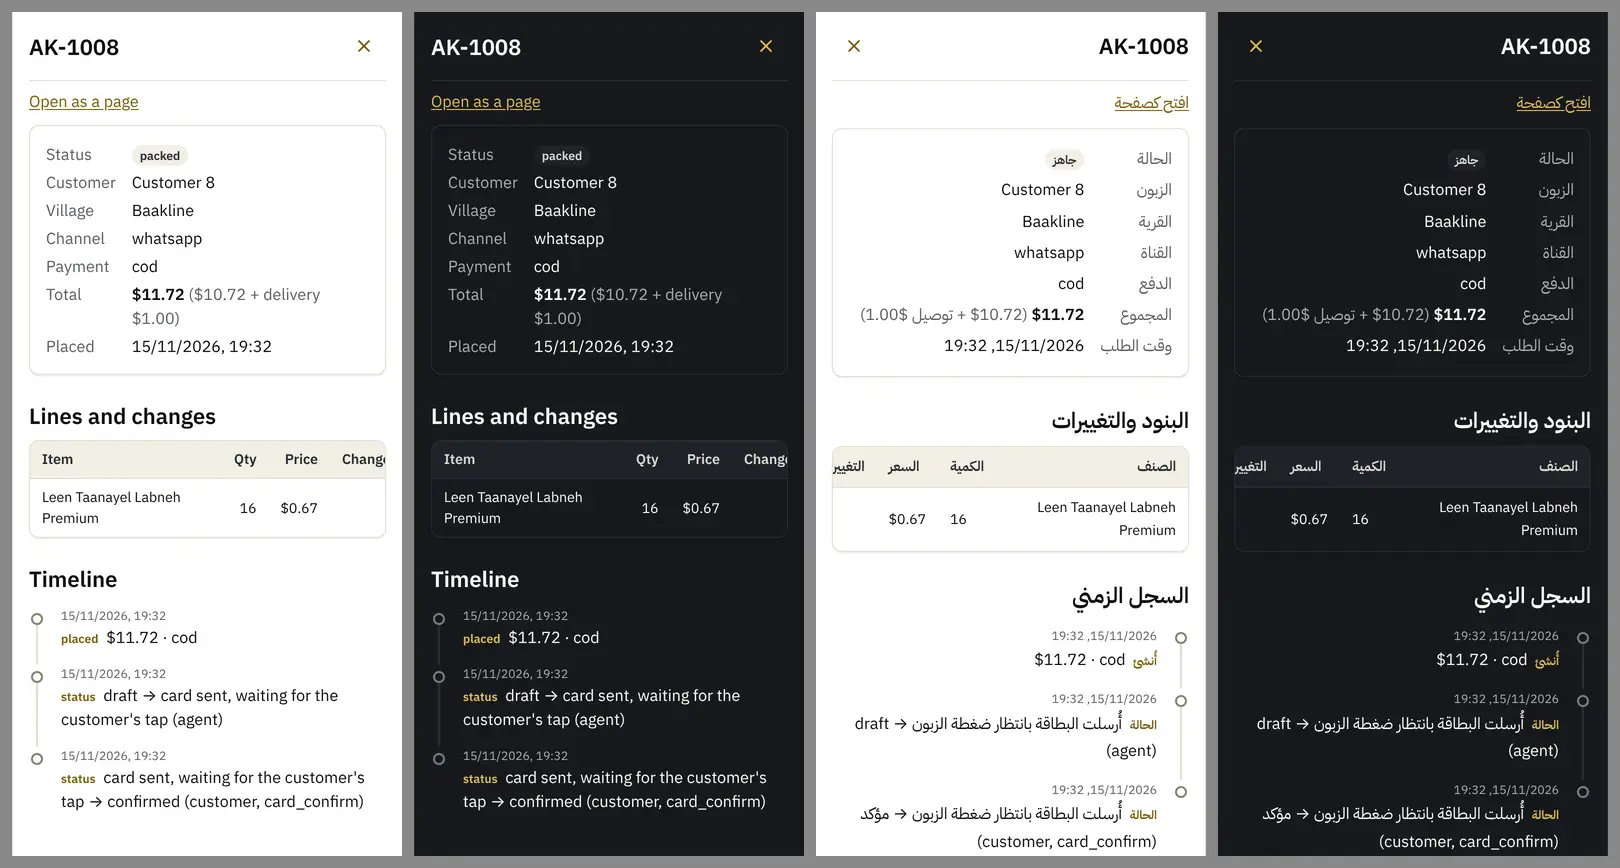 AK-1008
Open as a page
Status packed
Customer Customer 8
Village Baakline
Channel whatsapp
Payment cod
Total $11.72 ($10.72 + delivery
$1.00)
Placed 15/11/2026, 19:32
Lines and changes
Item Qty Price
Leen Taanayel Labneh
Premium
16 $0.67
Timeline
15/11/2026, 19:32
placed $11.72 · cod
15/11/2026, 19:32
status draft → card sent, waiting for the
customer's tap (agent)
15/11/2026, 19:32
status card sent, waiting for the customer's
tap → confirmed (customer, card_confirm)
AK-1008
Open as a page
Status packed
Customer Customer 8
Village Baakline
Channel whatsapp
Payment cod
Total $11.72 ($10.72 + delivery
$1.00)
Placed 15/11/2026, 19:32
Lines and changes
Item Qty Price
Leen Taanayel Labneh
Premium
16 $0.67
Timeline
15/11/2026, 19:32
placed $11.72 · cod
15/11/2026, 19:32
status draft → card sent, waiting for the
customer's tap (agent)
15/11/2026, 19:32
status card sent, waiting for the customer's
tap → confirmed (customer, card_confirm)
AK-1008
افتح كصفحة
الحالة جاهز
الزبون Customer 8
القرية Baakline
القناة whatsapp
الدفع cod
المجموع $11.72 ($10.72 + توصيل $1.00)
وقت الطلب 15/11/2026, 19:32
البنود والتغييرات
الصنف الكمية السعر
Leen Taanayel Labneh
Premium
16 $0.67
السجل الزمني
15/11/2026, 19:32
أُنشئ $11.72 · cod
15/11/2026, 19:32
الحالة draft → أُرسلت البطاقة بانتظار ضغطة الزبون
(agent)
15/11/2026, 19:32
الحالة أُرسلت البطاقة بانتظار ضغطة الزبون → مؤكد
(customer, card_confirm)
AK-1008
افتح كصفحة
الحالة جاهز
الزبون Customer 8
القرية Baakline
القناة whatsapp
الدفع cod
المجموع $11.72 ($10.72 + توصيل $1.00)
وقت الطلب 15/11/2026, 19:32
البنود والتغييرات
الصنف الكمية السعر
Leen Taanayel Labneh
Premium
16 $0.67
السجل الزمني
15/11/2026, 19:32
أُنشئ $11.72 · cod
15/11/2026, 19:32
الحالة draft → أُرسلت البطاقة بانتظار ضغطة الزبون
(agent)
15/11/2026, 19:32
الحالة أُرسلت البطاقة بانتظار ضغطة الزبون → مؤكد
(customer, card_confirm)